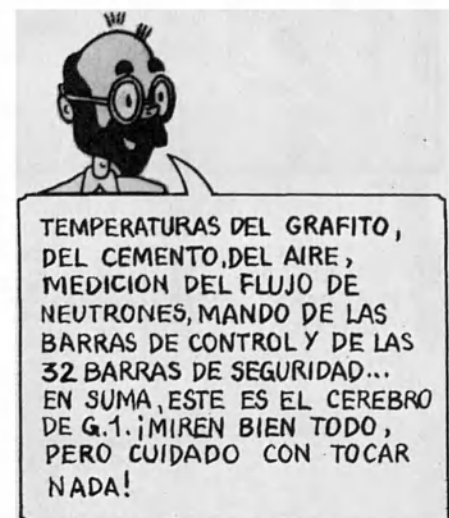 TEMPERATURAS DEL GRAFITO,
DEL CEMENTO, DEL AIRE,
MEDICION DEL FLUJO DE
NEUTRONES, MANDO DE LAS
BARRAS DE CONTROL Y DE LAS
32 BARRAS DE SEGURIDAD...
EN SUMA, ESTE ES EL CEREBRO
DE G.1. ¡MIREN BIEN TODO,
PERO CUIDADO CON TOCAR
NADA!